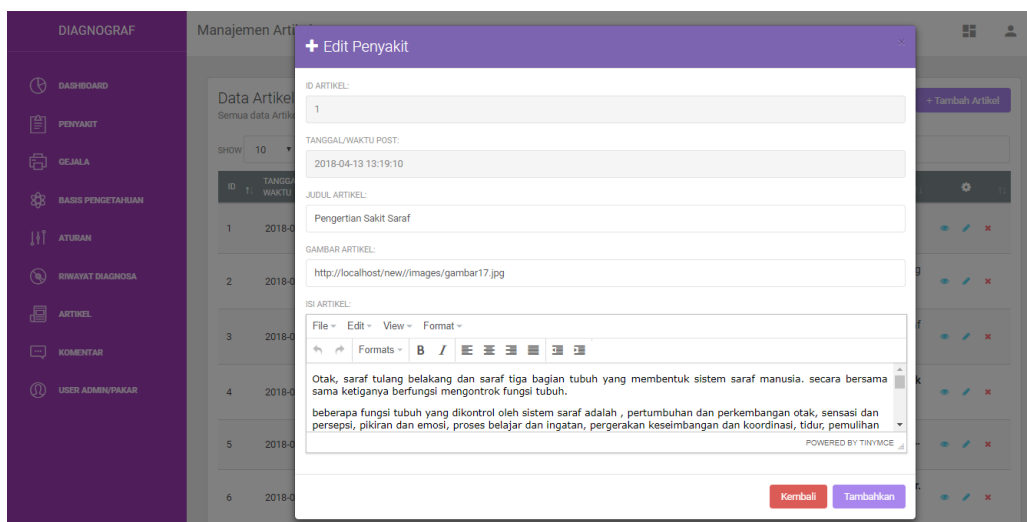 DIAGNOGRAF
DASHBOARD
PENYAKIT
GEJALA
BASIS PENGETAHUAN
ATURAN
RIWAYAT DIAGNOSA
ARTIKEL
KOMENTAR
USER ADMIN/PAKAR
Manajemen Arti
Data Artikel
Semua data Artik
+ Tambah Artikel
SHOW 10
ID TANGGA
WAKTU
1 2018-0
2 2018-0
3 2018-0
4 2018-0
5 2018-0
6 2018-0
Edit Penyakit
ID ARTIKEL:
1
TANGGAL/WAKTU POST:
2018-04-13 13:19:10
JUDUL ARTIKEL:
Pengertian Sakit Saraf
GAMBAR ARTIKEL:
http://localhost/new//images/gambar17.jpg
ISI ARTIKEL:
File Edit View Format
Formats B I
Otak, saraf tulang belakang dan saraf tiga bagian tubuh yang membentuk sistem saraf manusia. secara bersama
sama ketiganya berfungsi mengontrok fungsi tubuh.
beberapa fungsi tubuh yang dikontrol oleh sistem saraf adalah , pertumbuhan dan perkembangan otak, sensasi dan
persepsi, pikiran dan emosi, proses belajar dan ingatan, pergerakan keseimbangan dan koordinasi, tidur, pemulihan
POWERED BY TINYMCE
Kembali Tambahkan